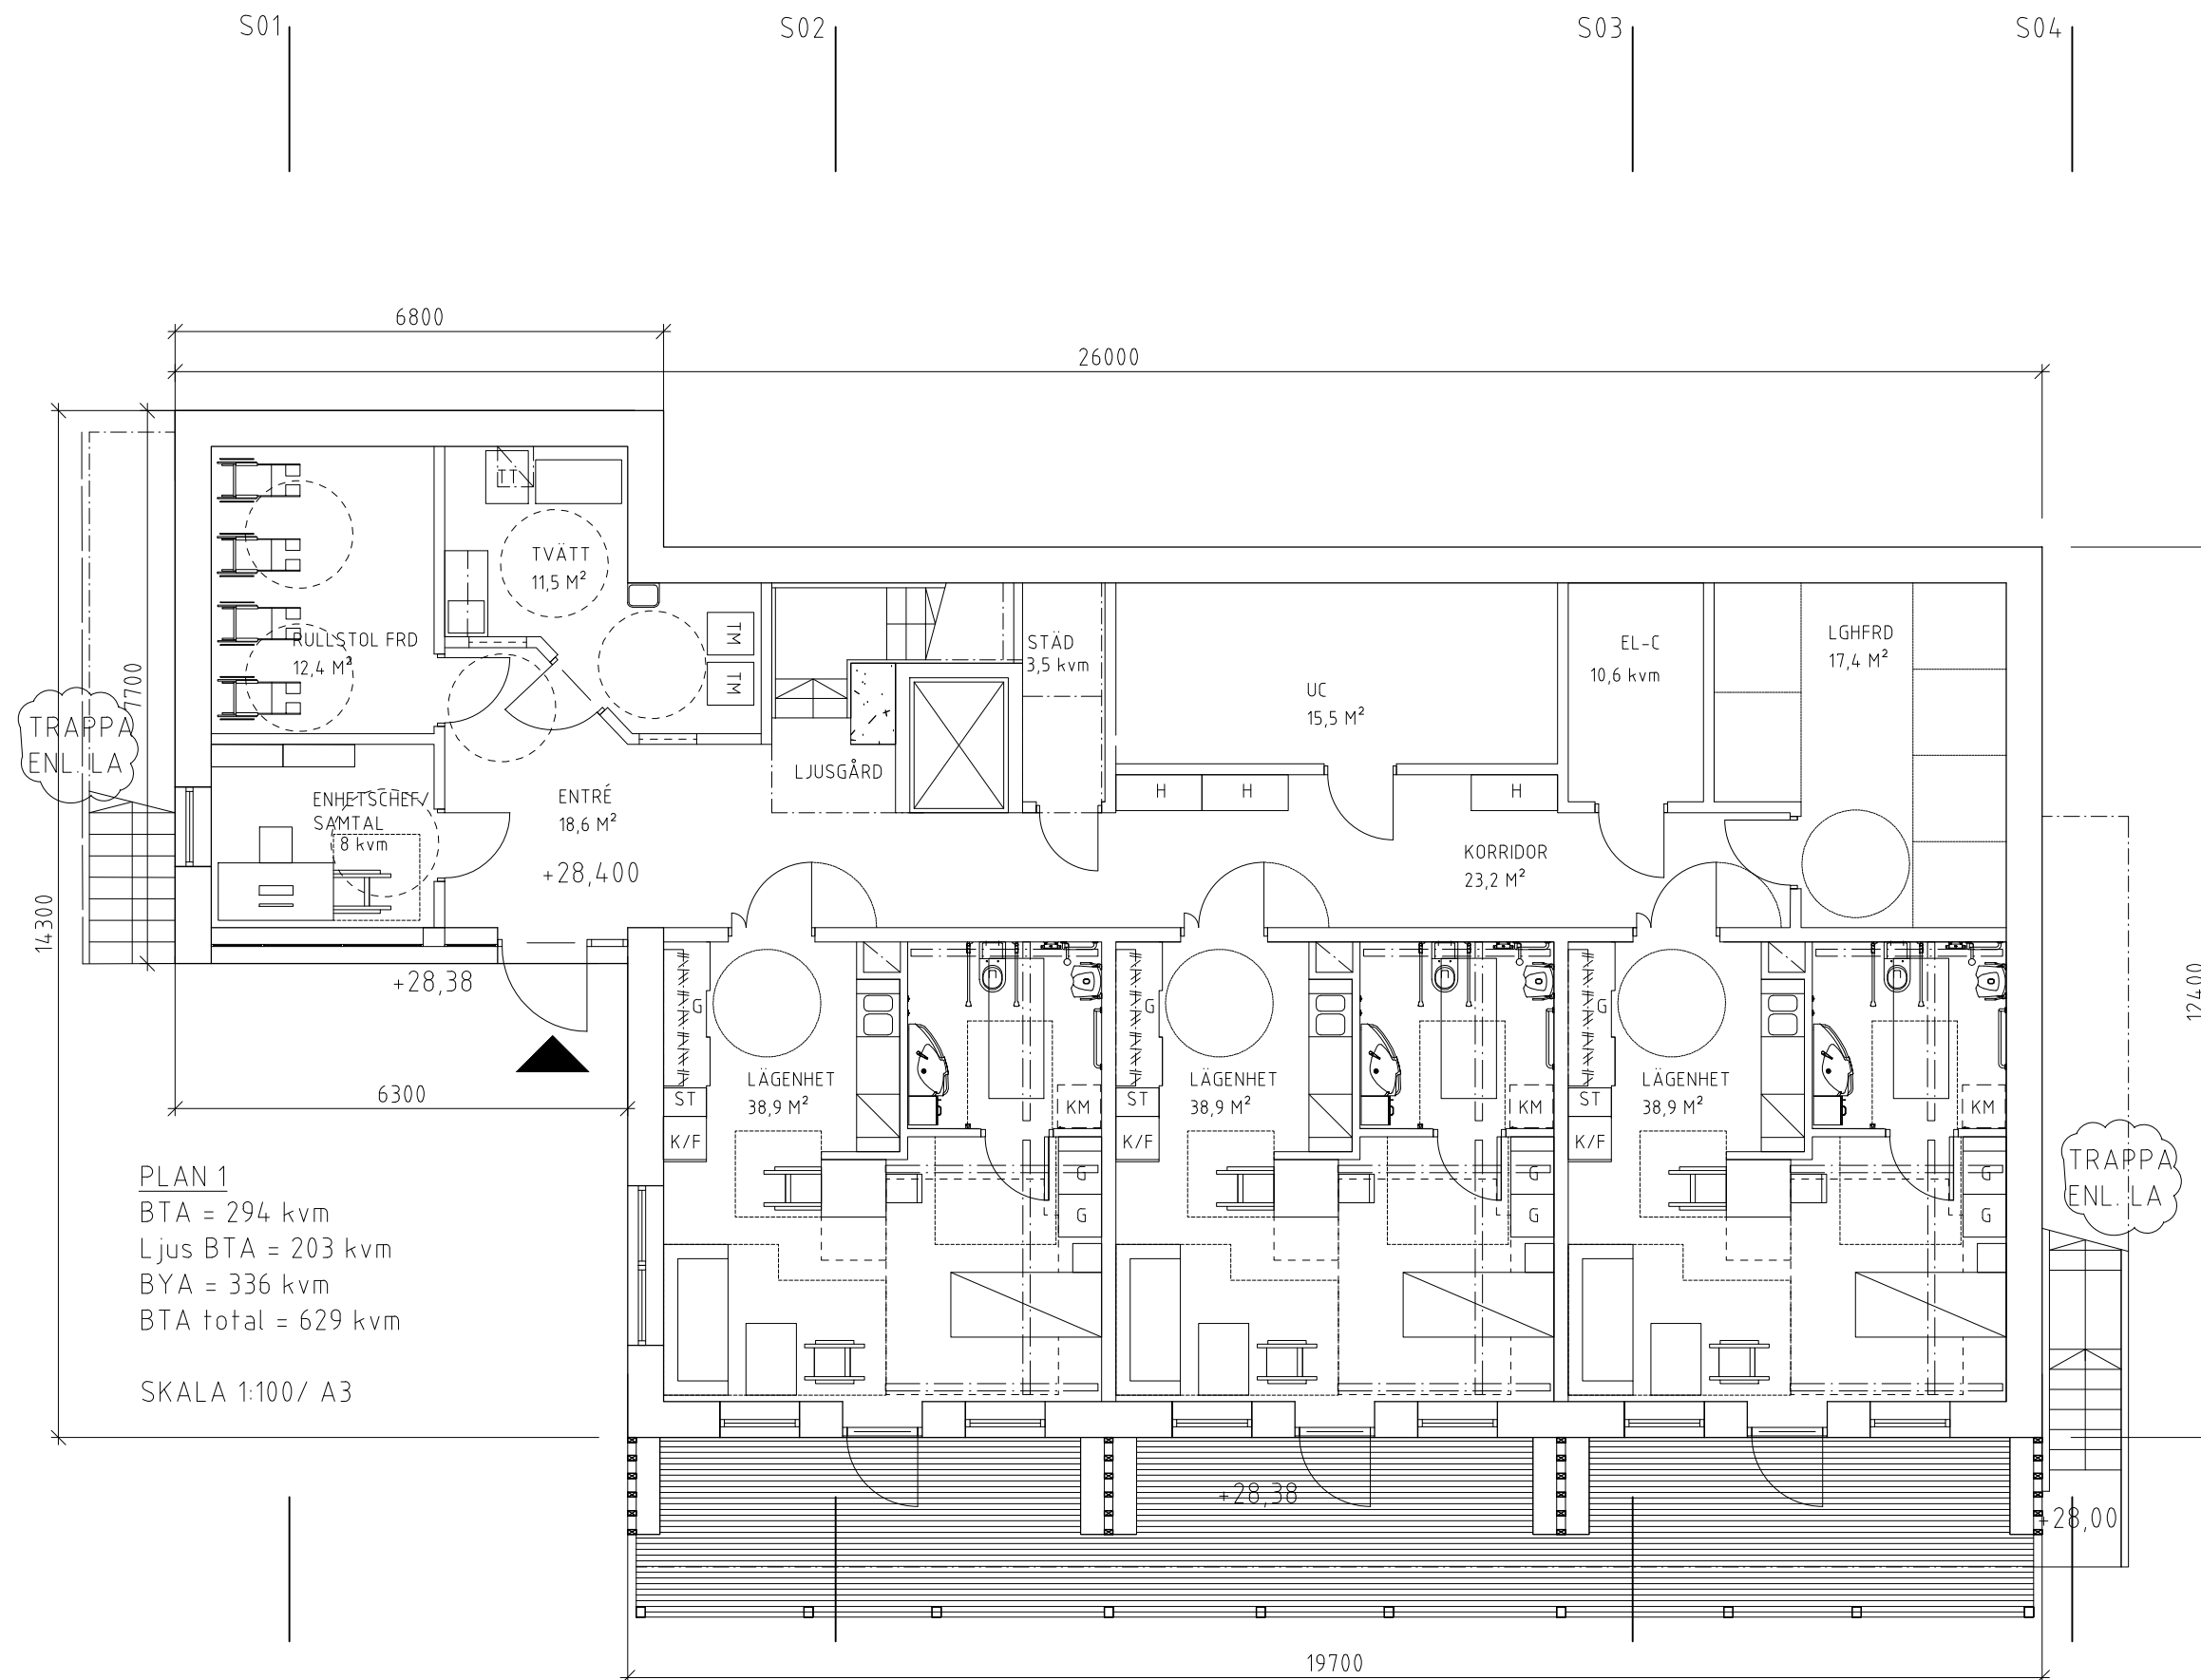 S01
S02
S03
S04
6800
26000
TT
TVÄTT
11,5 M²
RULLSTOL FRD
12,4 M²
TM
TM
STÄD
3,5 kvm
EL-C
10,6 kvm
LGHFRD
17,4 M²
UC
15,5 M²
7700
TRAPPA
ENL. LA
LJUSGÅRD
H
H
H
ENHETSCHEF/
SAMTAL
8 kvm
ENTRÉ
18,6 M²
+28,400
KORRIDOR
23,2 M²
14300
12400
+28,38
G
G
G
6300
LÄGENHET
38,9 M²
LÄGENHET
38,9 M²
LÄGENHET
38,9 M²
ST
KM
ST
KM
ST
KM
K/F
K/F
K/F
G
G
G
G
G
G
TRAPPA
ENL. LA
PLAN 1
BTA = 294 kvm
Ljus BTA = 203 kvm
BYA = 336 kvm
BTA total = 629 kvm
SKALA 1:100/ A3
+28,38
+28,00
19700